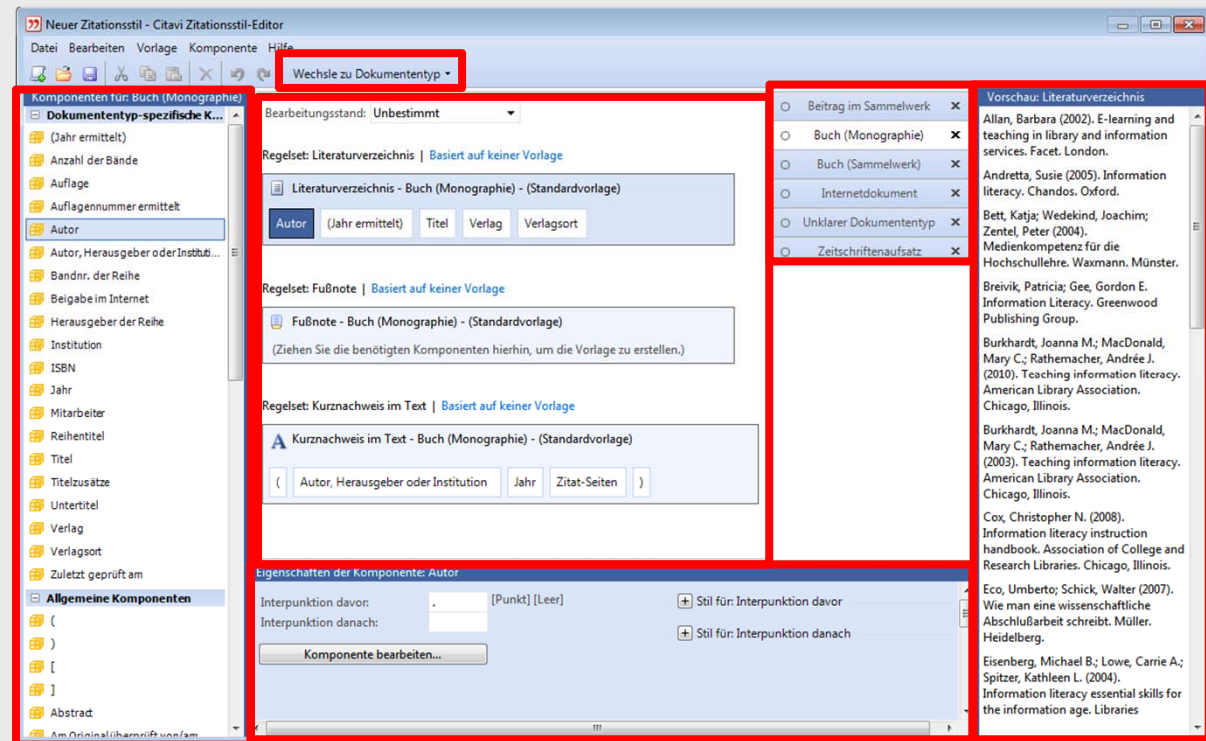 Neuer Zitationsstil - Citavi Zitationsstil-Editor
Datei Bearbeiten Vorlage Komponente Hilfe
Wechsle zu Dokumententyp
Komponenten für: Buch (Monographie)
Dokumententyp-spezifische K...
(Jahr ermittelt)
Anzahl der Bände
Auflage
Auflagennummer ermittelt
Autor
Autor, Herausgeber oder Instituti...
Bandnr. der Reihe
Beigabe im Internet
Herausgeber der Reihe
Institution
ISBN
Jahr
Mitarbeiter
Reihentitel
Titel
Titelzusätze
Untertitel
Verlag
Verlagsort
Zuletzt geprüft am
Allgemeine Komponenten
(
)
[
]
Abstract
Am Original überprüft von/am
Bearbeitungsstand: Unbestimmt
Regelset: Literaturverzeichnis | Basiert auf keiner Vorlage
Literaturverzeichnis - Buch (Monographie) - (Standardvorlage)
Autor (Jahr ermittelt) Titel Verlag Verlagsort
Regelset: Fußnote | Basiert auf keiner Vorlage
Fußnote - Buch (Monographie) - (Standardvorlage)
(Ziehen Sie die benötigten Komponenten hierhin, um die Vorlage zu erstellen.)
Regelset: Kurznachweis im Text | Basiert auf keiner Vorlage
A Kurznachweis im Text - Buch (Monographie) - (Standardvorlage)
( Autor, Herausgeber oder Institution Jahr Zitat-Seiten )
Beitrag im Sammelwerk
Buch (Monographie)
Buch (Sammelwerk)
Internetdokument
Unklarer Dokumententyp
Zeitschriftenaufsatz
Eigenschaften der Komponente: Autor
Interpunktion davor: . [Punkt] [Leer]
Interpunktion danach:
Komponente bearbeiten...
Stil für: Interpunktion davor
Stil für: Interpunktion danach
Vorschau: Literaturverzeichnis
Allan, Barbara (2002). E-learning and
teaching in library and information
services. Facet. London.
Andretta, Susie (2005). Information
literacy. Chandos. Oxford.
Bett, Katja; Wedekind, Joachim;
Zentel, Peter (2004).
Medienkompetenz für die
Hochschullehre. Waxmann. Münster.
Breivik, Patricia; Gee, Gordon E.
Information Literacy. Greenwood
Publishing Group.
Burkhardt, Joanna M.; MacDonald,
Mary C.; Rathemacher, Andrée J.
(2010). Teaching information literacy.
American Library Association.
Chicago, Illinois.
Burkhardt, Joanna M.; MacDonald,
Mary C.; Rathemacher, Andrée J.
(2003). Teaching information literacy.
American Library Association.
Chicago, Illinois.
Cox, Christopher N. (2008).
Information literacy instruction
handbook. Association of College and
Research Libraries. Chicago, Illinois.
Eco, Umberto; Schick, Walter (2007).
Wie man eine wissenschaftliche
Abschlußarbeit schreibt. Müller.
Heidelberg.
Eisenberg, Michael B.; Lowe, Carrie A.;
Spitzer, Kathleen L. (2004).
Information literacy essential skills for
the information age. Libraries